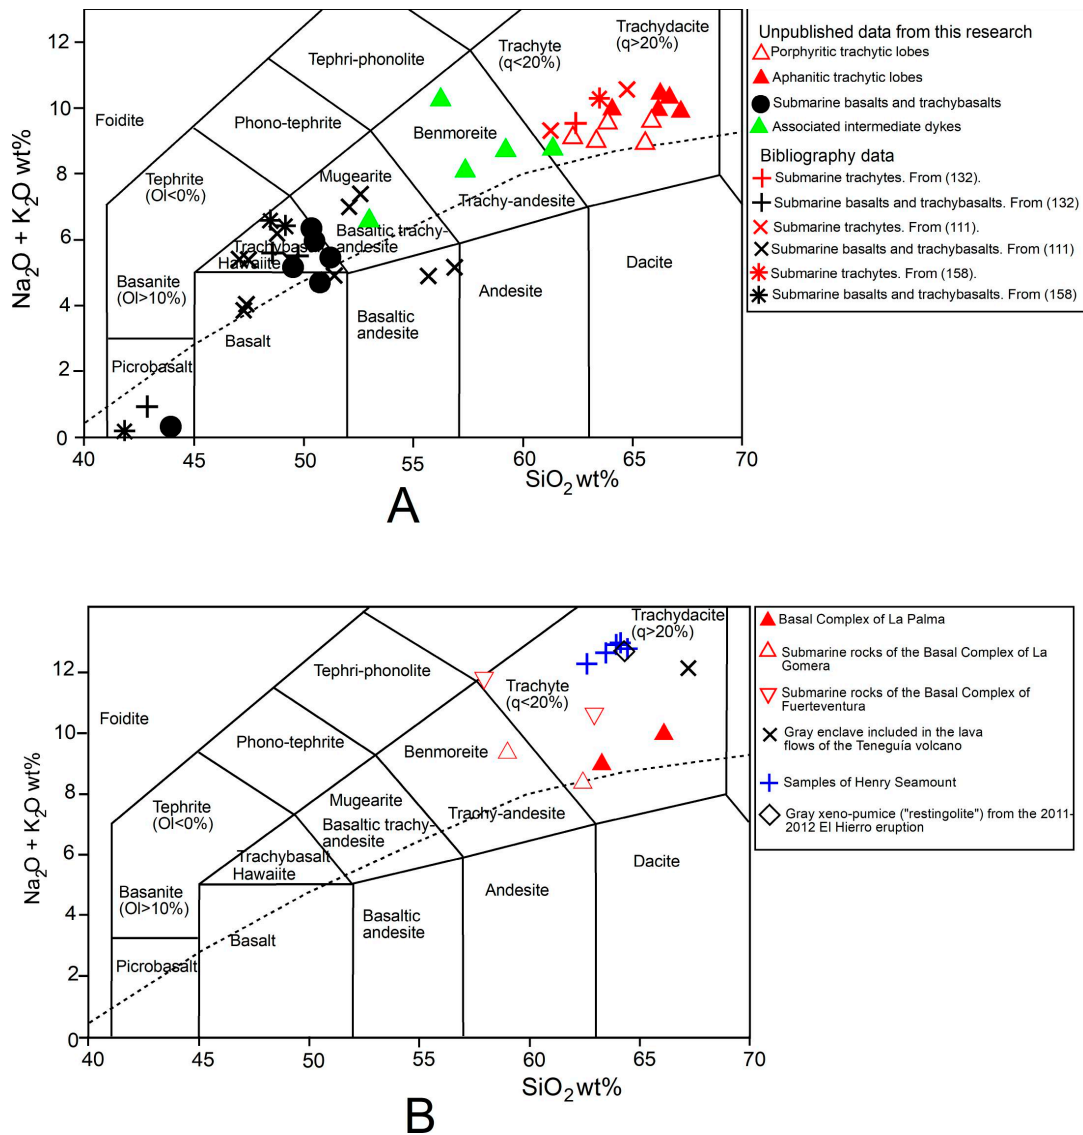 12
10
8
6
4
2
0
Na2O + K2O wt%
40
45
50
55
60
65
70
SiO2 wt%
Foidite
Tephri-phonolite
Phono-tephrite
Tephrite
(Ol<0%)
Basanite
(Ol>10%)
Picrobasalt
Basalt
Trachybasalt
Hawaiite
Mugearite
Basaltic trachy-
andesite
Basaltic
andesite
Benmoreite
Trachy-andesite
Andesite
Trachyte
(q<20%)
Trachydacite
(q>20%)
Dacite
Unpublished data from this research
Porphyritic trachytic lobes
Aphanitic trachytic lobes
Submarine basalts and trachybasalts
Associated intermediate dykes
Bibliography data
Submarine trachytes. From (132).
Submarine basalts and trachybasalts. From (132)
Submarine trachytes. From (111).
Submarine basalts and trachybasalts. From (111)
Submarine trachytes. From (158).
Submarine basalts and trachybasalts. From (158)
A
12
10
8
6
4
2
0
Na2O + K2O wt%
40
45
50
55
60
65
70
SiO2 wt%
Foidite
Tephri-phonolite
Phono-tephrite
Tephrite
(Ol<0%)
Basanite
(Ol>10%)
Picrobasalt
Basalt
Trachybasalt
Hawaiite
Mugearite
Basaltic trachy-
andesite
Basaltic
andesite
Benmoreite
Trachy-andesite
Andesite
Trachyte
(q<20%)
Trachydacite
(q>20%)
Dacite
Basal Complex of La Palma
Submarine rocks of the Basal Complex of La
Gomera
Submarine rocks of the Basal Complex of
Fuerteventura
Gray enclave included in the lava
flows of the Teneguía volcano
Samples of Henry Seamount
Gray xeno-pumice ("restingolite") from the 2011-
2012 El Hierro eruption
B